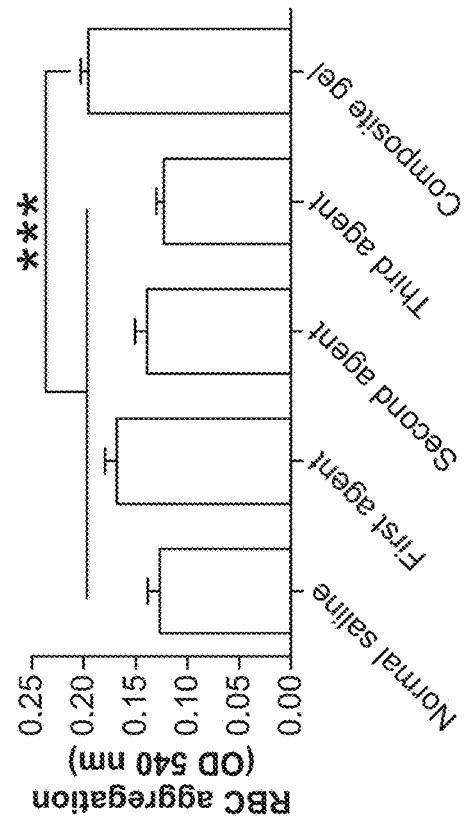 RBC aggregation
(OD 540 nm)
0.25
0.20
0.15
0.10
0.05
0.00
***
Normal saline
First agent
Second agent
Third agent
Composite gel